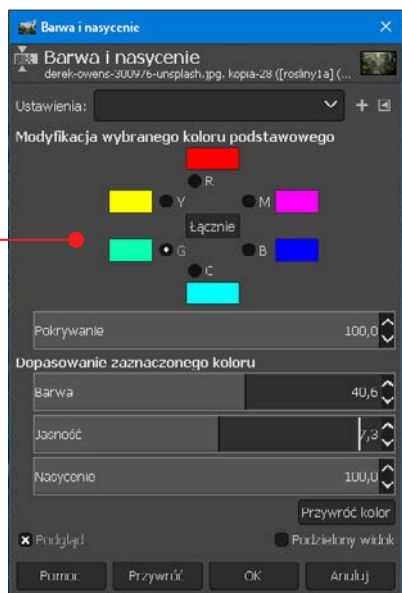 Barwa i nasycenie
Barwa i nasycenie
derek-owens-300976-unsplash.jpg. kopia-28 ([rosliny1a] (...
Ustawienia:
Modyfikacja wybranego koloru podstawowego
R
Y M
Łącznie
G B
C
Pokrywanie 100,0
Dopasowanie zaznaczonego koloru
Barwa 40,6
Jasność 7,3
Nasycenie 100,0
Przywróć kolor
Podgląd Podzielony widok
Pomoc Przywróć OK Anuluj